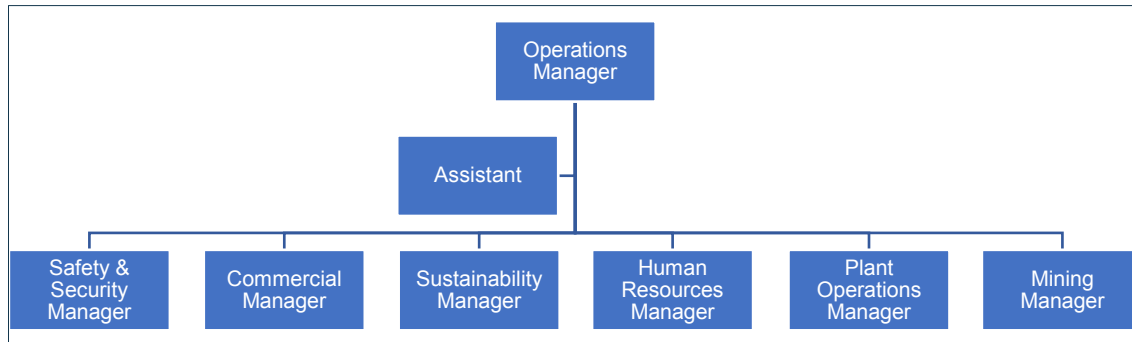 Operations
Manager
Assistant
Safety &
Security
Manager
Commercial
Manager
Sustainability
Manager
Human
Resources
Manager
Plant
Operations
Manager
Mining
Manager